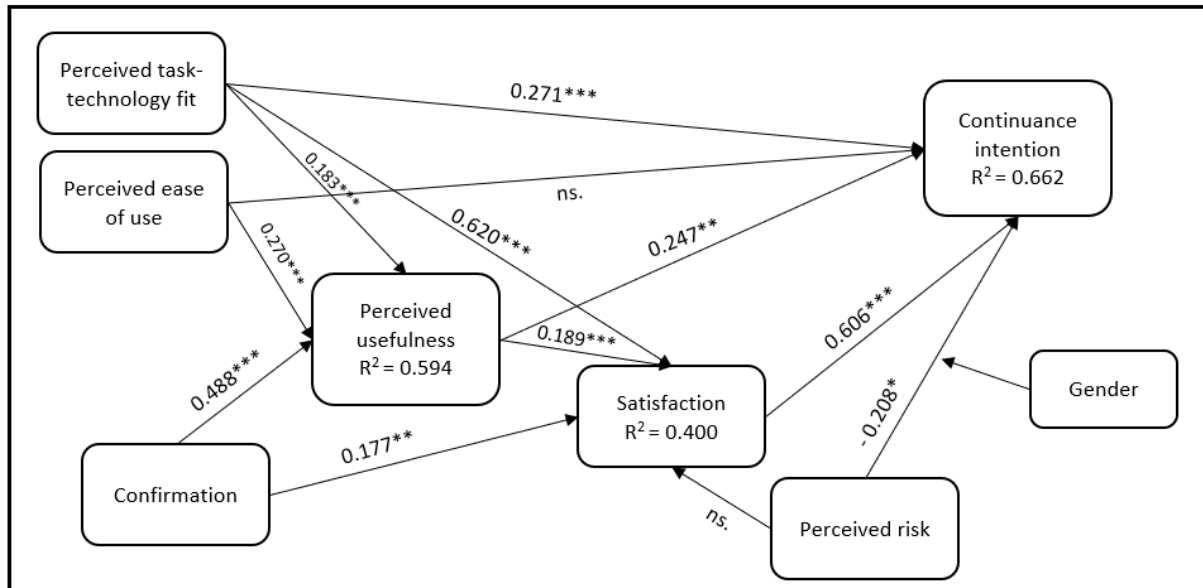 Perceived task-
technology fit
0.271***
Continuance
intention
R² = 0.662
Perceived ease
of use
0.183***
ns.
0.620***
0.247**
0.270***
Perceived
usefulness
R² = 0.594
0.189***
0.606***
0.488***
Satisfaction
R² = 0.400
Gender
0.177**
- 0.208*
Confirmation
ns.
Perceived risk